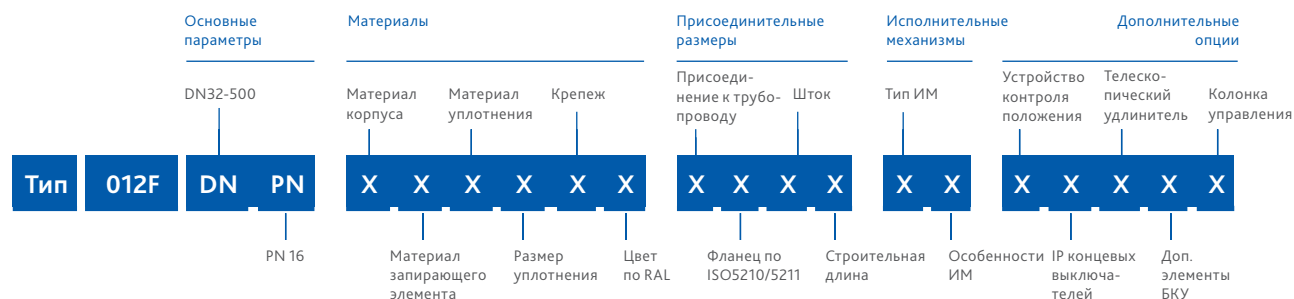 Основные
параметры
Материалы
Присоединительные
размеры
Исполнительные
механизмы
Дополнительные
опции
DN32-500
Материал
корпуса
Материал
уплотнения
Крепеж
Присоеди-
нение к трубо-
проводу
Шток
Тип ИМ
Устройство
контроля
положения
Телеско-
пический
удлинитель
Колонка
управления
Тип 012F DN PN X X X X X X X X X X X X X X X X X
PN 16
Материал
запирающего
элемента
Размер
уплотнения
Цвет
по RAL
Фланец по
ISO5210/5211
Строительная
длина
Особенности
ИМ
IP концевых
выключа-
телей
Доп.
элементы
БКУ